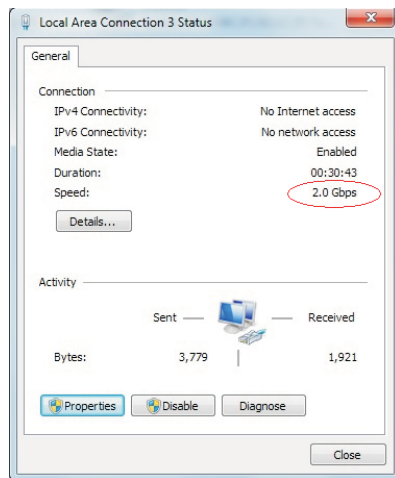 Local Area Connection 3 Status
General
Connection
IPv4 Connectivity: No Internet access
IPv6 Connectivity: No network access
Media State: Enabled
Duration: 00:30:43
Speed: 2.0 Gbps
Details...
Activity
Sent Received
Bytes: 3,779 1,921
Properties Disable Diagnose
Close